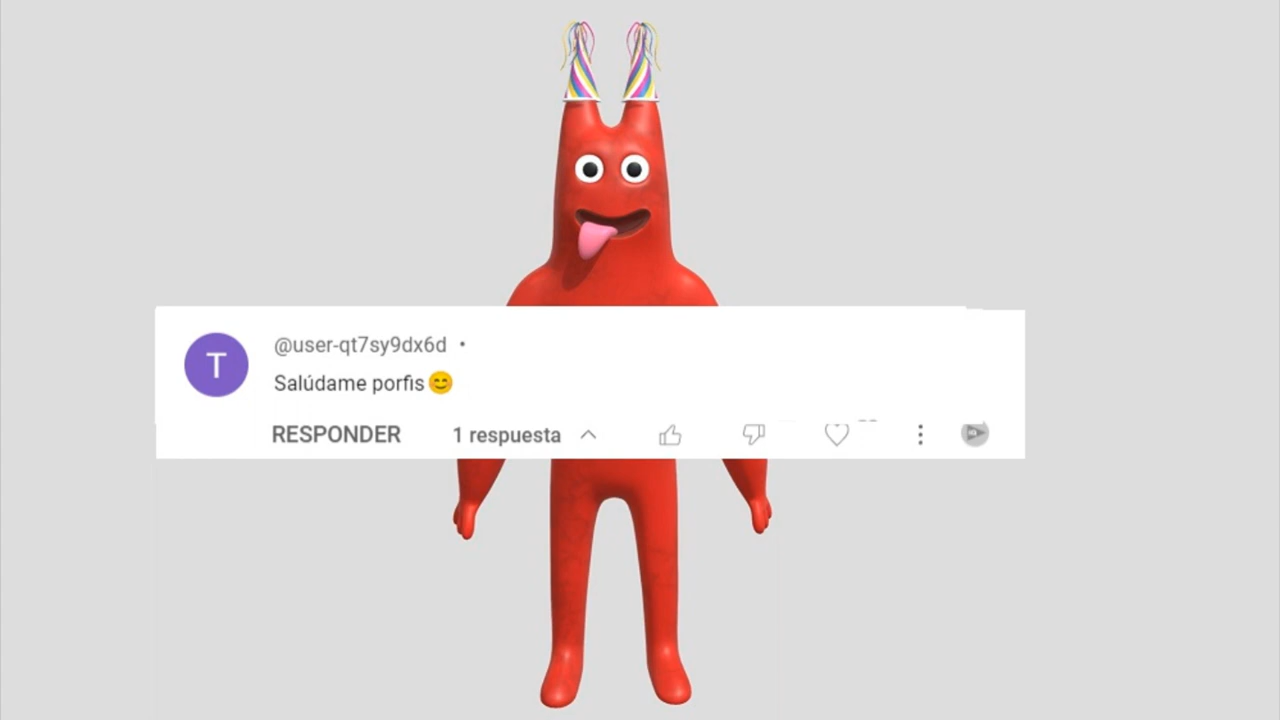 T
@user-qt7sy9dx6d •
Salúdame porfis😊
RESPONDER 1 respuesta